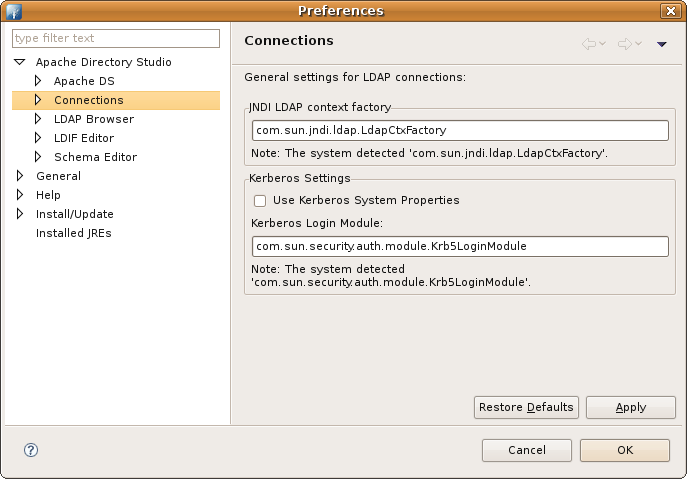 Preferences
type filter text
Apache Directory Studio
Apache DS
Connections
LDAP Browser
LDIF Editor
Schema Editor
General
Help
Install/Update
Installed JREs
Connections
General settings for LDAP connections:
JNDI LDAP context factory
com.sun.jndi.ldap.LdapCtxFactory
Note: The system detected 'com.sun.jndi.ldap.LdapCtxFactory'.
Kerberos Settings
Use Kerberos System Properties
Kerberos Login Module:
com.sun.security.auth.module.Krb5LoginModule
Note: The system detected
'com.sun.security.auth.module.Krb5LoginModule'.
Restore Defaults
Apply
?
Cancel
OK